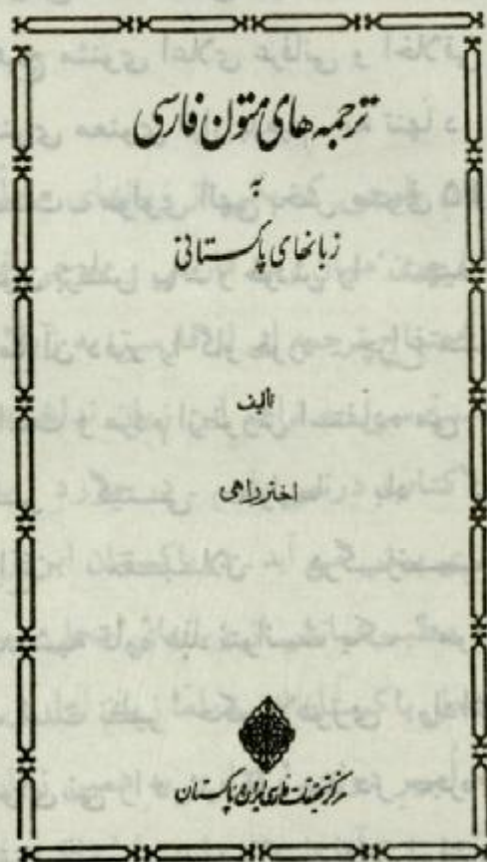 ترجمه های متون فارسی
به
زبانهای پاکستانی
تألیف
اختر راهی
مرکز تحقیقات فارسی ایران و پاکستان